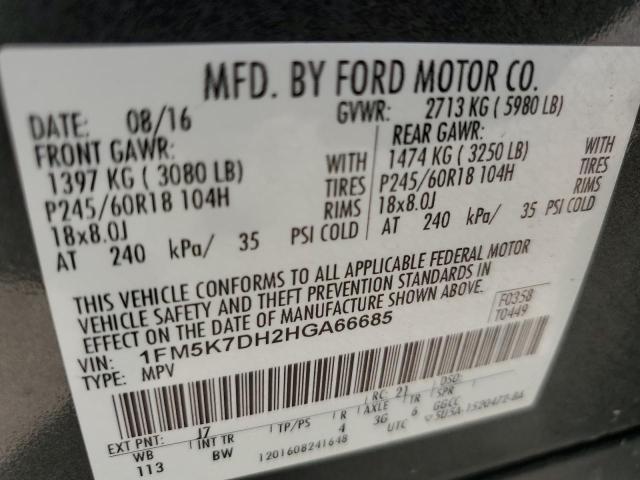 MFD. BY FORD MOTOR CO.
DATE: 08/16 GVWR: 2713 KG ( 5980 LB)
FRONT GAWR: REAR GAWR:
1397 KG ( 3080 LB) WITH 1474 KG ( 3250 LB) WITH
P245/60R18 104H TIRES P245/60R18 104H TIRES
18x8.0J RIMS 18x8.0J RIMS
AT 240 kPa/ 35 PSI COLD AT 240 kPa/ 35 PSI COLD
THIS VEHICLE CONFORMS TO ALL APPLICABLE FEDERAL MOTOR
VEHICLE SAFETY AND THEFT PREVENTION STANDARDS IN
EFFECT ON THE DATE OF MANUFACTURE SHOWN ABOVE.
F0358
T0449
VIN: 1FM5K7DH2HGA66685
TYPE: MPV
EXT PNT: J7 RC: 21 DSO:
WB INT TR TP/PS R AXLE TR SPR
113 BW 4 3G 6 GGCC
1201608241648 UTC